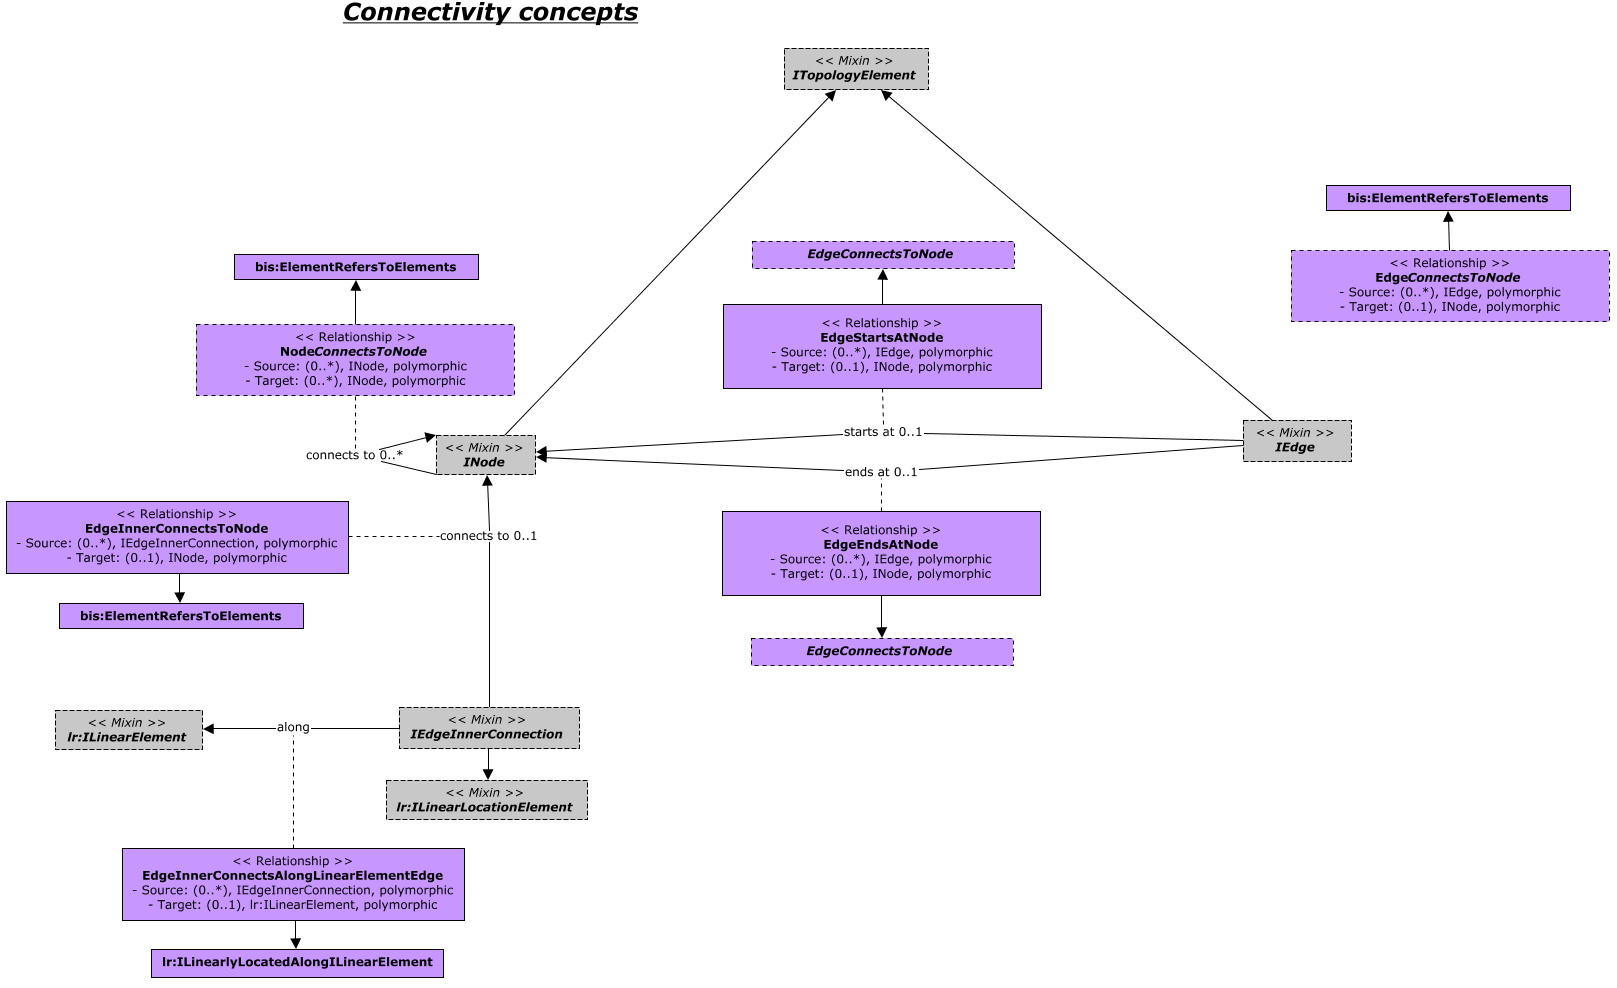 Connectivity concepts
<< Mixin >>
ITopologyElement
bis:ElementRefersToElements
<< Relationship >>
EdgeConnectsToNode
- Source: (0..*), IEdge, polymorphic
- Target: (0..1), INode, polymorphic
EdgeConnectsToNode
<< Relationship >>
EdgeStartsAtNode
- Source: (0..*), IEdge, polymorphic
- Target: (0..1), INode, polymorphic
bis:ElementRefersToElements
<< Relationship >>
NodeConnectsToNode
- Source: (0..*), INode, polymorphic
- Target: (0..*), INode, polymorphic
connects to 0..*
<< Mixin >>
INode
starts at 0..1
ends at 0..1
<< Mixin >>
IEdge
<< Relationship >>
EdgeInnerConnectsToNode
- Source: (0..*), IEdgeInnerConnection, polymorphic
- Target: (0..1), INode, polymorphic
connects to 0..1
bis:ElementRefersToElements
<< Relationship >>
EdgeEndsAtNode
- Source: (0..*), IEdge, polymorphic
- Target: (0..1), INode, polymorphic
EdgeConnectsToNode
<< Mixin >>
lr:ILinearElement
along
<< Mixin >>
IEdgeInnerConnection
<< Mixin >>
lr:ILinearLocationElement
<< Relationship >>
EdgeInnerConnectsAlongLinearElementEdge
- Source: (0..*), IEdgeInnerConnection, polymorphic
- Target: (0..1), lr:ILinearElement, polymorphic
lr:ILinearlyLocatedAlongILinearElement